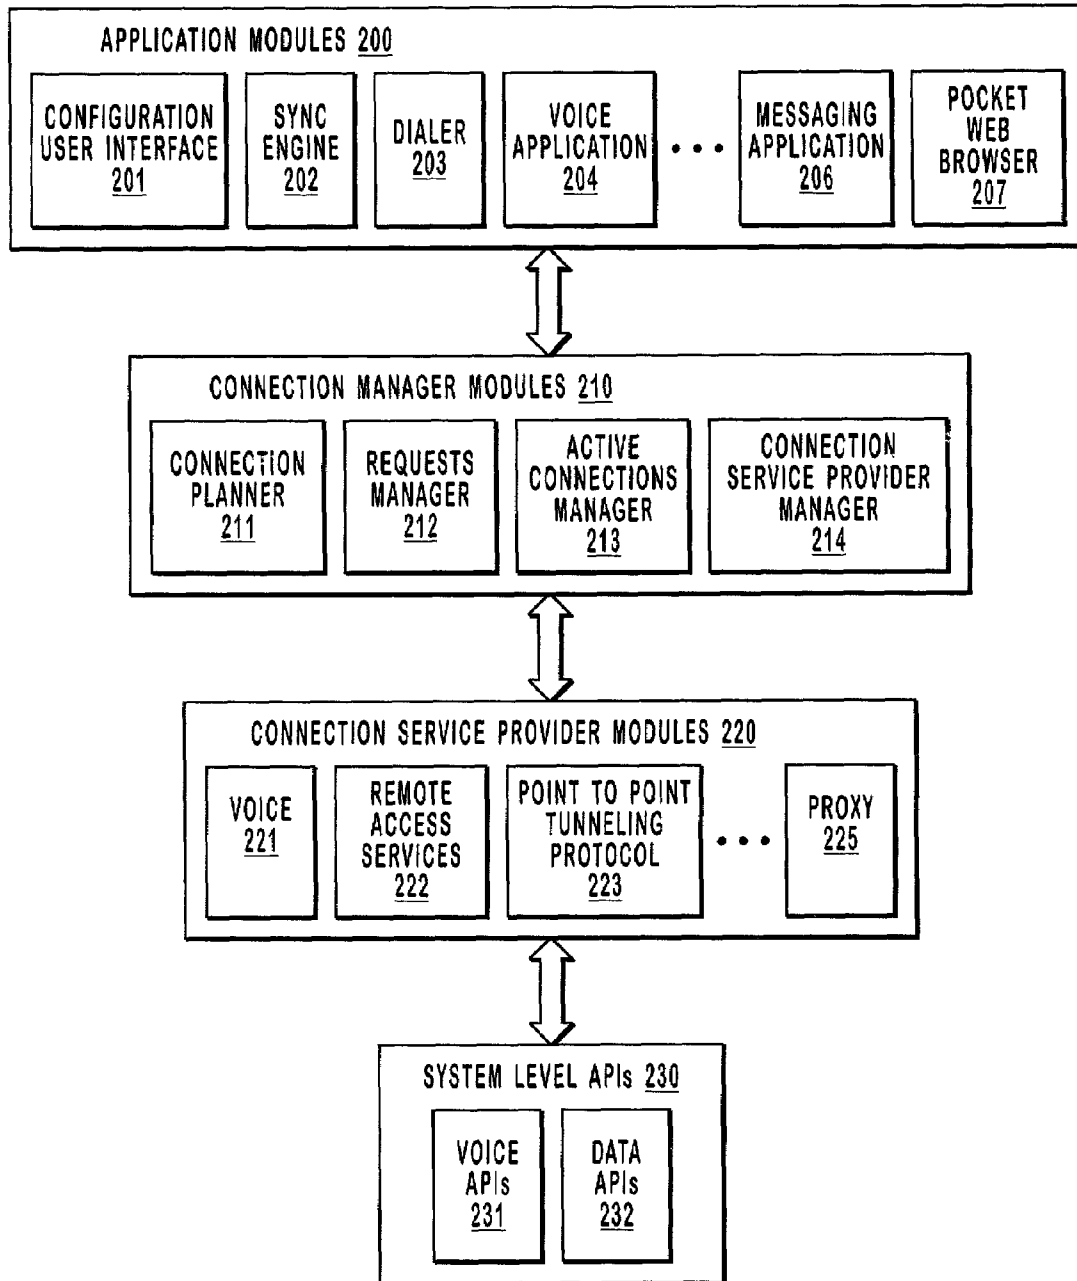 APPLICATION MODULES 200
CONFIGURATION
USER INTERFACE
201
SYNC
ENGINE
202
DIALER
203
VOICE
APPLICATION
204
• • •
MESSAGING
APPLICATION
206
POCKET
WEB
BROWSER
207
CONNECTION MANAGER MODULES 210
CONNECTION
PLANNER
211
REQUESTS
MANAGER
212
ACTIVE
CONNECTIONS
MANAGER
213
CONNECTION
SERVICE PROVIDER
MANAGER
214
CONNECTION SERVICE PROVIDER MODULES 220
VOICE
221
REMOTE
ACCESS
SERVICES
222
POINT TO POINT
TUNNELING
PROTOCOL
223
• • •
PROXY
225
SYSTEM LEVEL APIs 230
VOICE
APIs
231
DATA
APIs
232